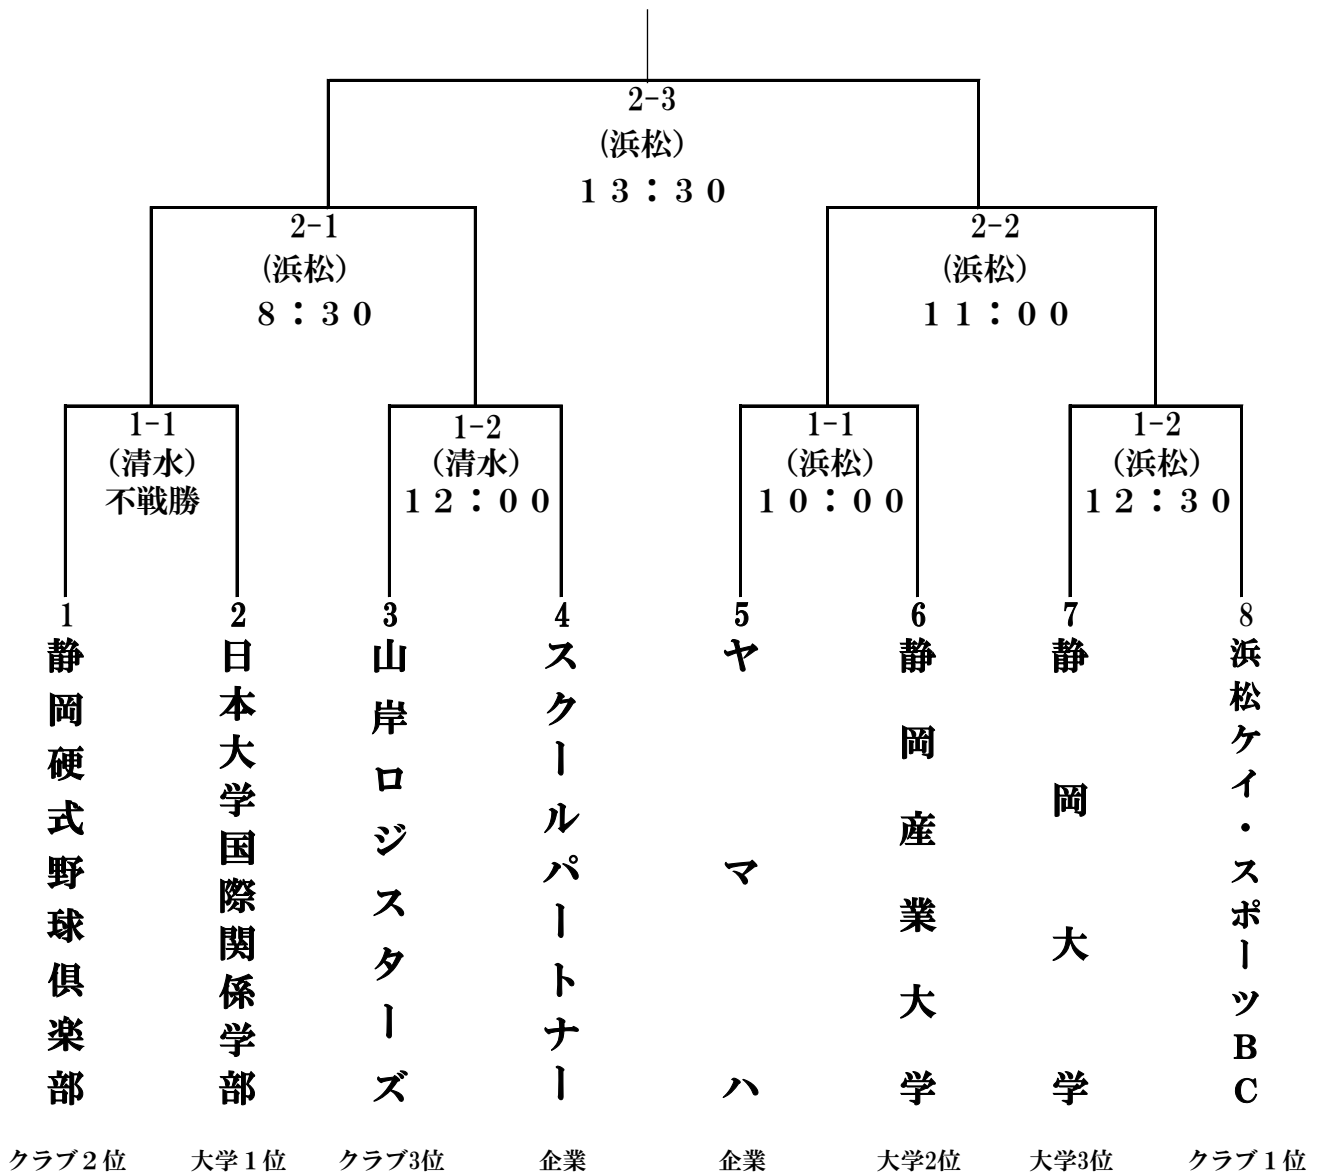 2-3
(浜松)
13：30
2-1
(浜松)
8：30
2-2
(浜松)
11：00
1-1
(清水)
不戦勝
1-2
(清水)
12：00
1-1
(浜松)
10：00
1-2
(浜松)
12：30
1
静岡硬式野球倶楽部
クラブ２位
2
日本大学国際関係学部
大学１位
3
山岸ロジスターズ
クラブ3位
4
スクールパートナー
企業
5
ヤマハ
企業
6
静岡産業大学
大学2位
7
静岡大学
大学3位
8
浜松ケイ・スポーツBC
クラブ１位